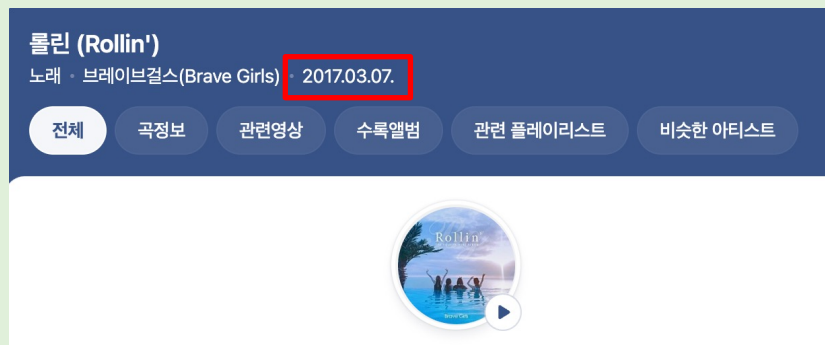 롤린 (Rollin')
노래 · 브레이브걸스(Brave Girls) · 2017.03.07.
전체 곡정보 관련영상 수록앨범 관련 플레이리스트 비슷한 아티스트
Rollin'
Brave Girls